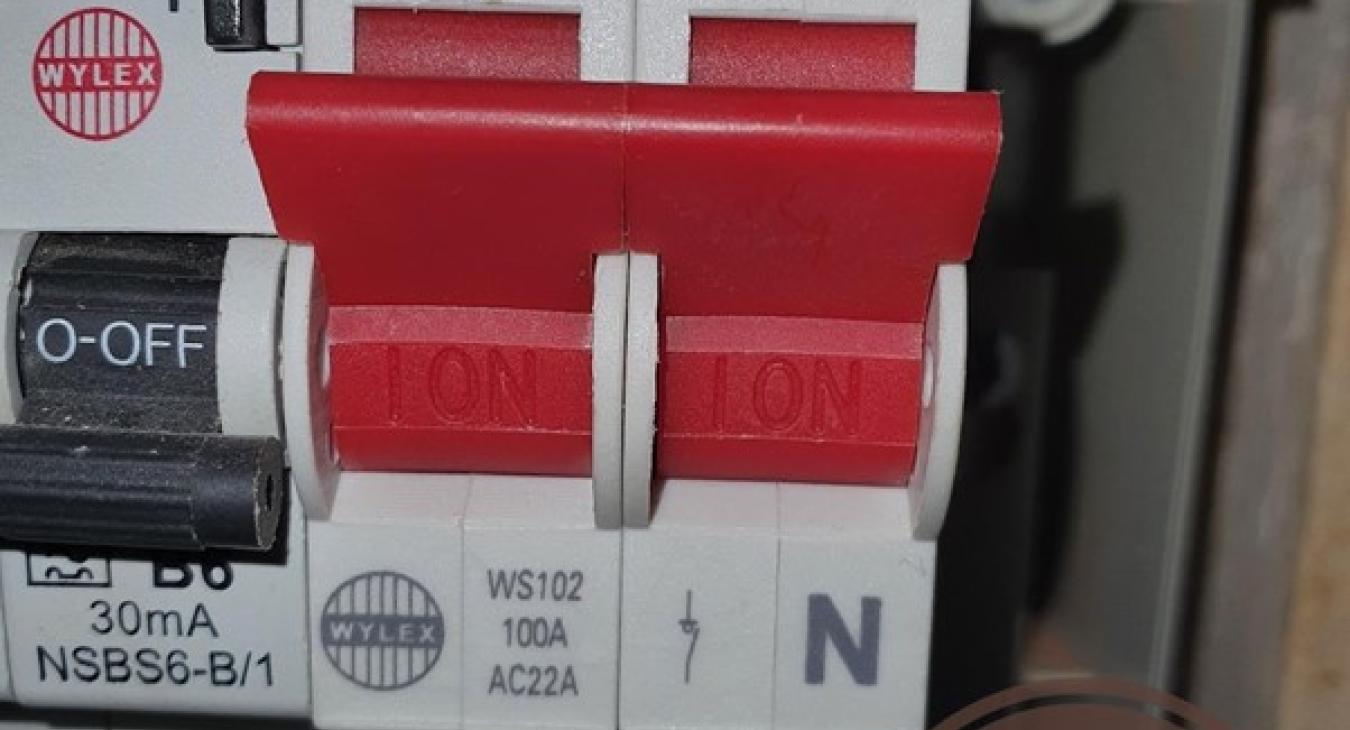 WYLEX
O-OFF
I ON
I ON
B6
30mA
NSBS6-B/1
WYLEX
WS102
100A
AC22A
N